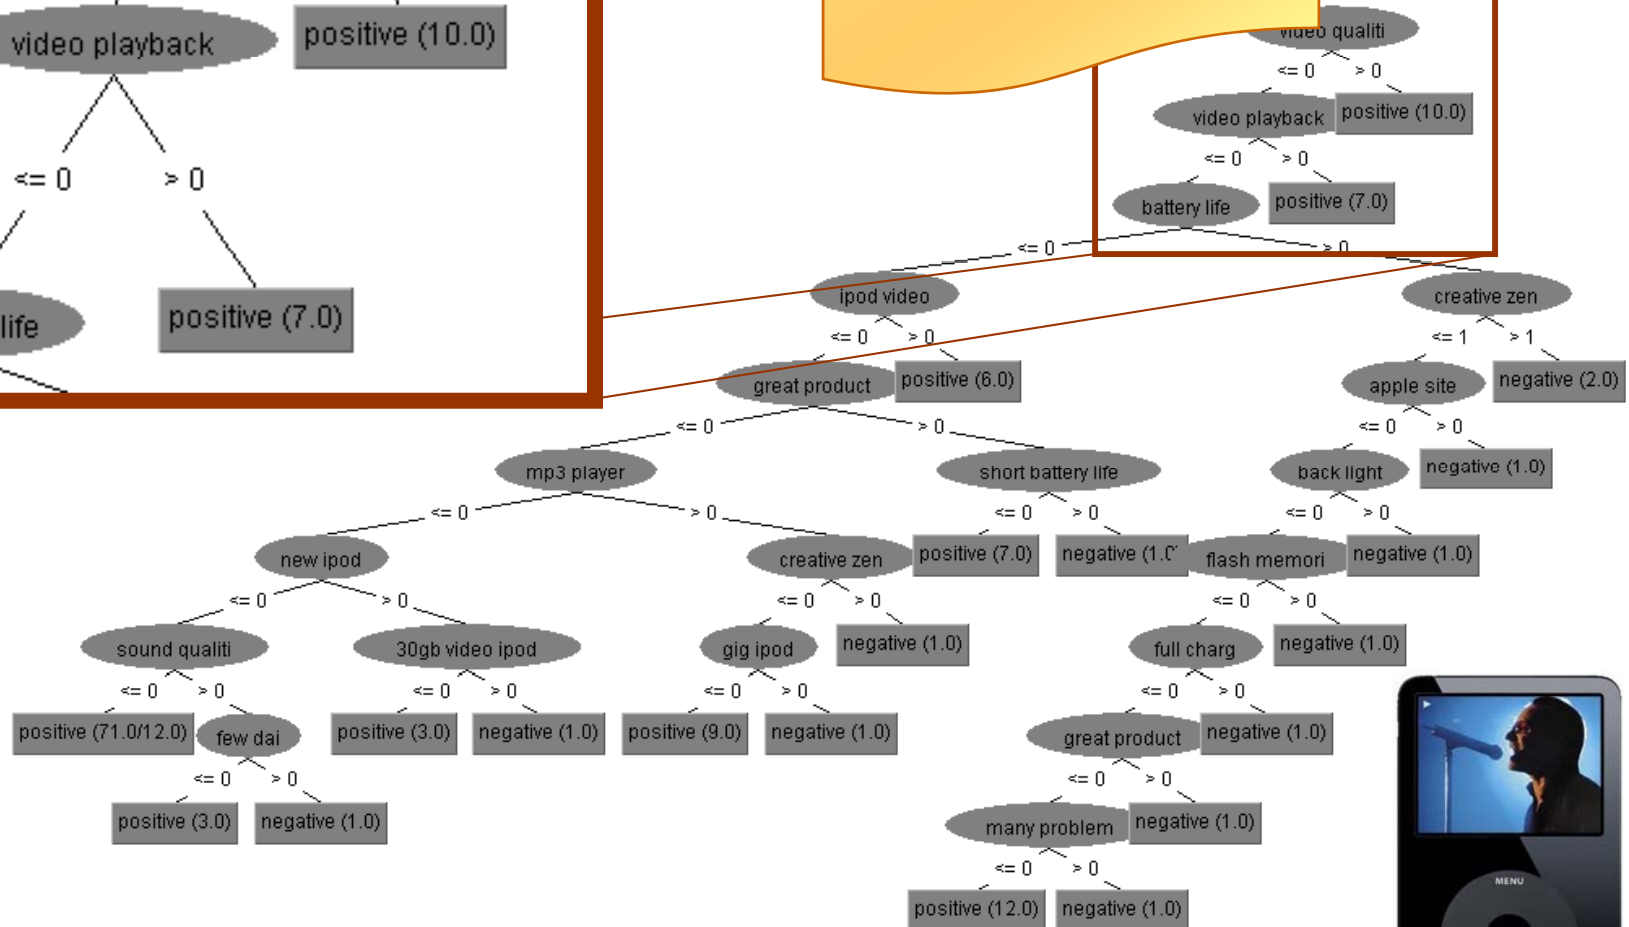 video playback
positive (10.0)
<= 0
> 0
life
positive (7.0)
video qualiti
<= 0
> 0
video playback
positive (10.0)
<= 0
> 0
battery life
positive (7.0)
<= 0
> 0
ipod video
creative zen
<= 0
> 0
<= 1
> 1
great product
positive (6.0)
apple site
negative (2.0)
<= 0
> 0
<= 0
> 0
mp3 player
short battery life
back light
negative (1.0)
<= 0
> 0
<= 0
> 0
<= 0
> 0
new ipod
creative zen
positive (7.0)
negative (1.0
flash memori
negative (1.0)
<= 0
> 0
<= 0
> 0
<= 0
> 0
sound qualiti
30gb video ipod
gig ipod
negative (1.0)
full charg
negative (1.0)
<= 0
> 0
<= 0
> 0
<= 0
> 0
<= 0
> 0
positive (71.0/12.0)
few dai
positive (3.0)
negative (1.0)
positive (9.0)
negative (1.0)
great product
negative (1.0)
<= 0
> 0
<= 0
> 0
positive (3.0)
negative (1.0)
many problem
negative (1.0)
<= 0
> 0
MENU
positive (12.0)
negative (1.0)